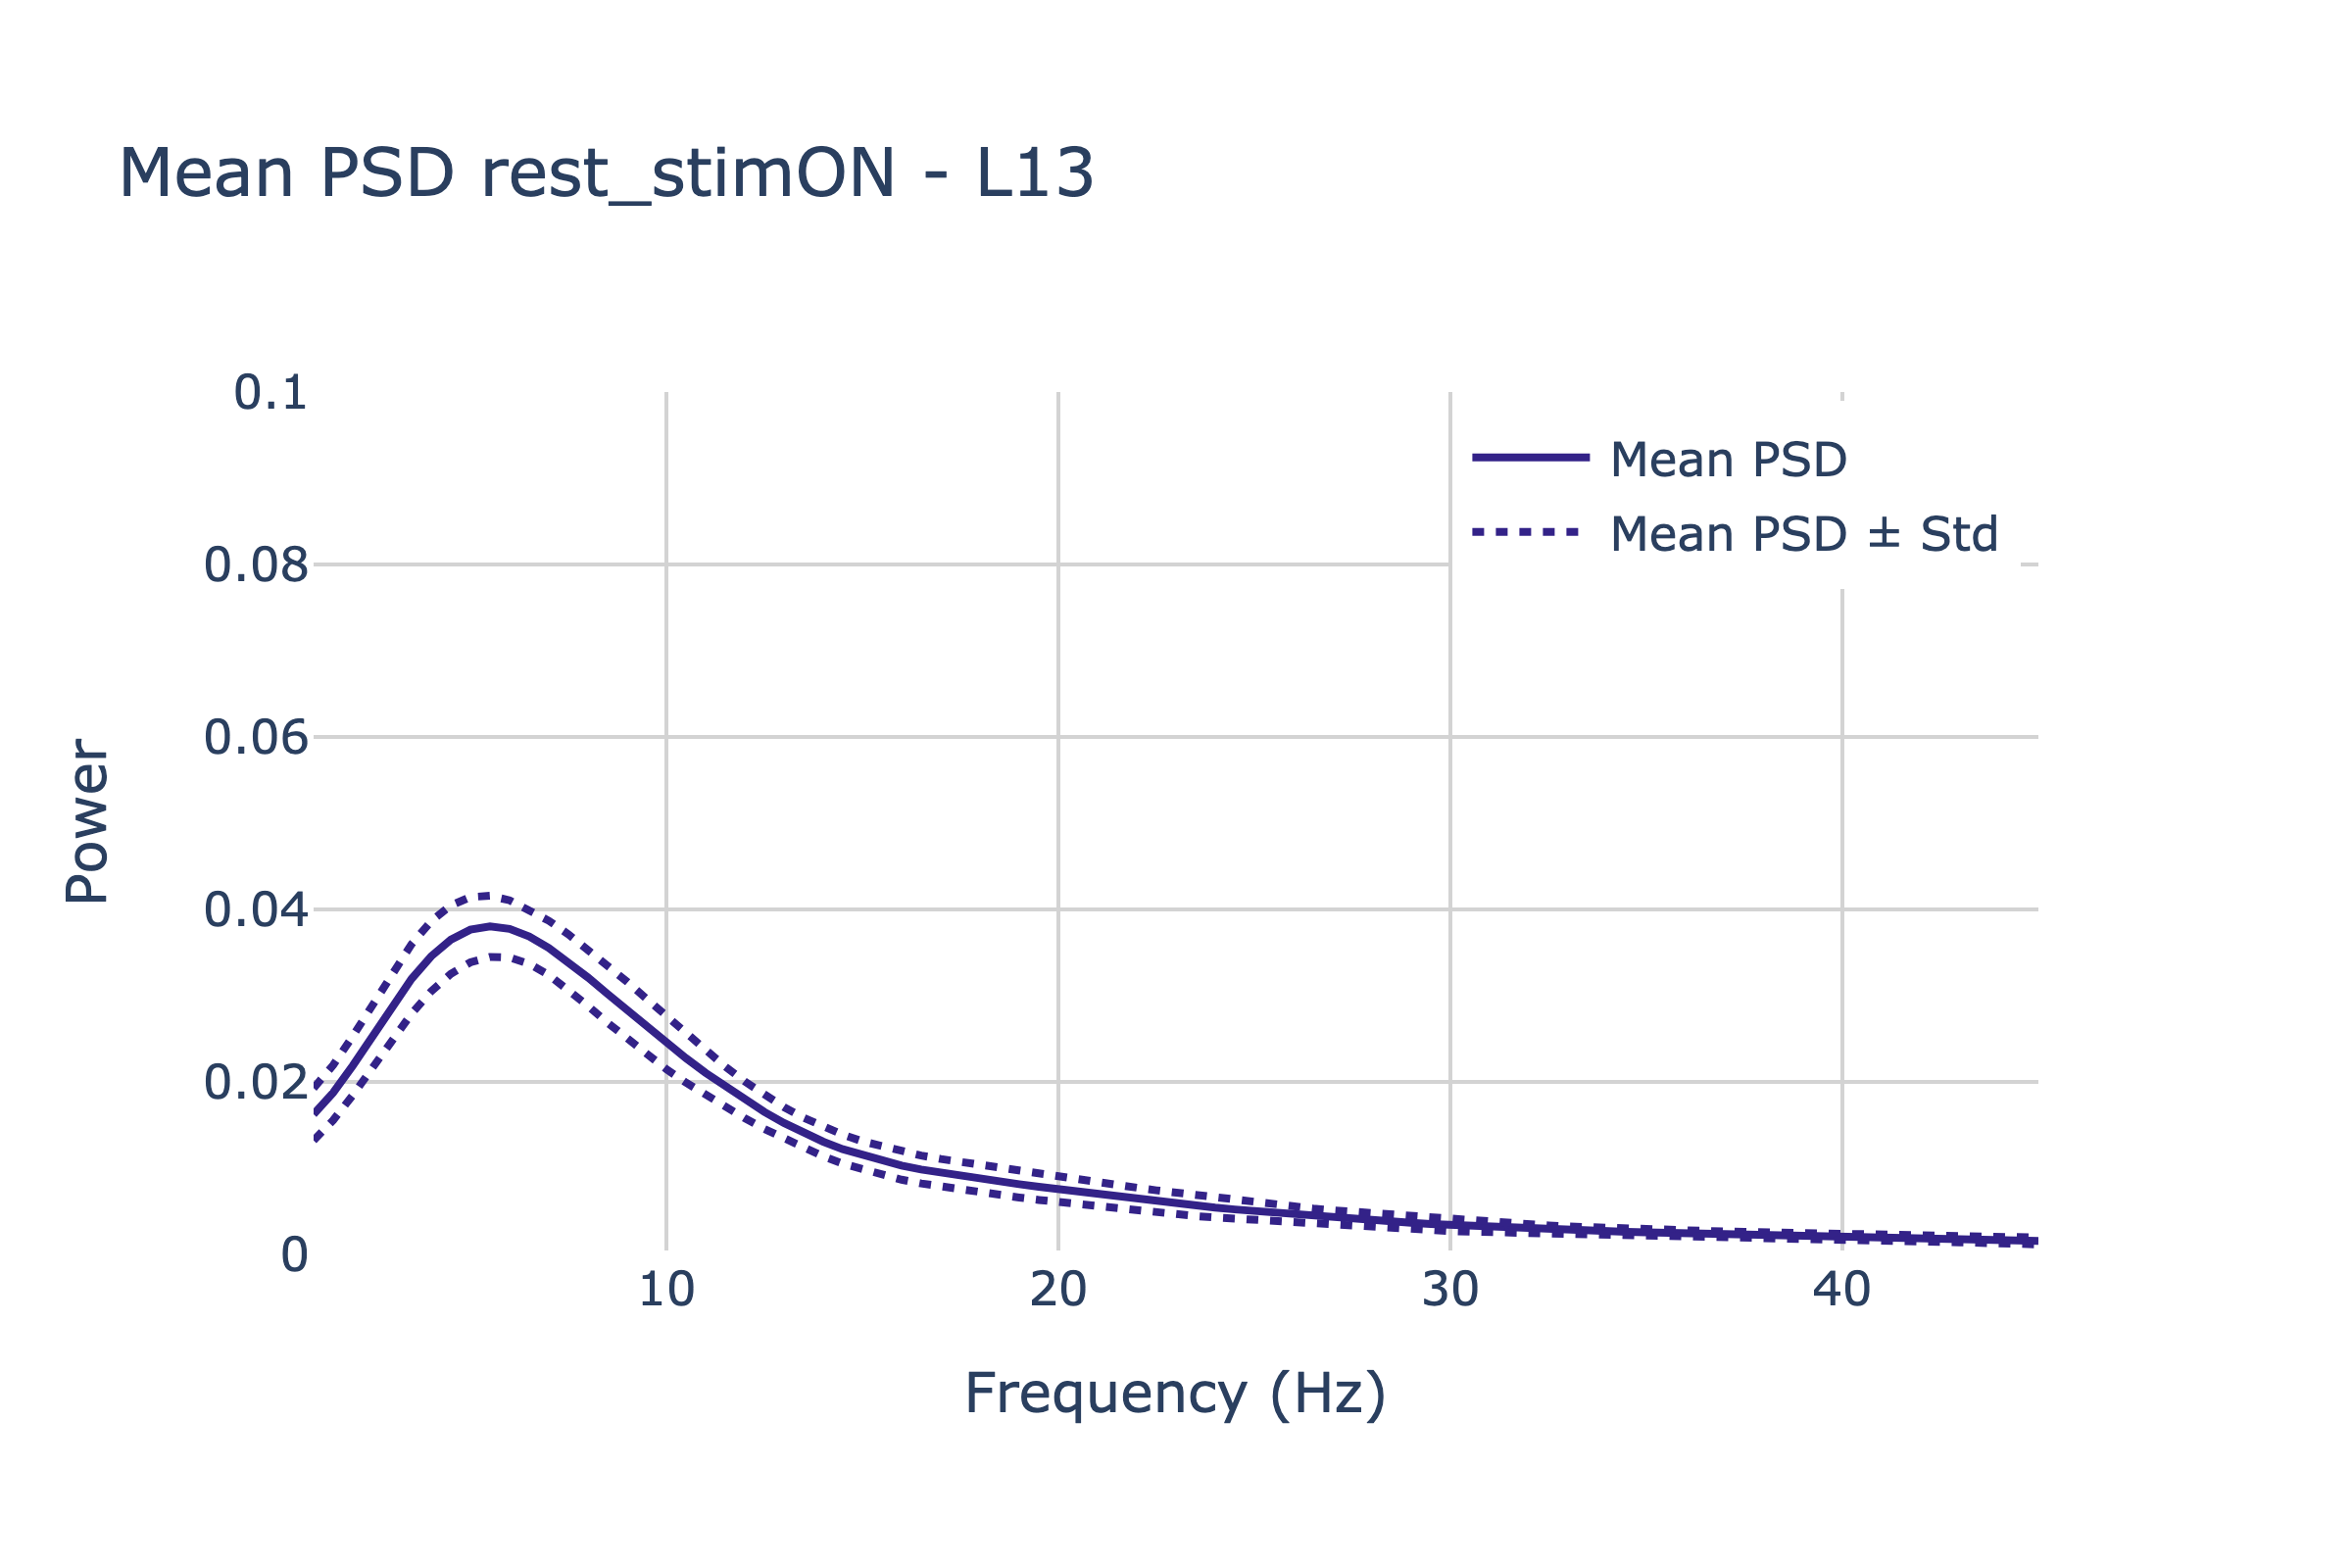 Mean PSD rest_stimON - L13
Mean PSD
Mean PSD ± Std
Power
0.1
0.08
0.06
0.04
0.02
0
10 20 30 40
Frequency (Hz)